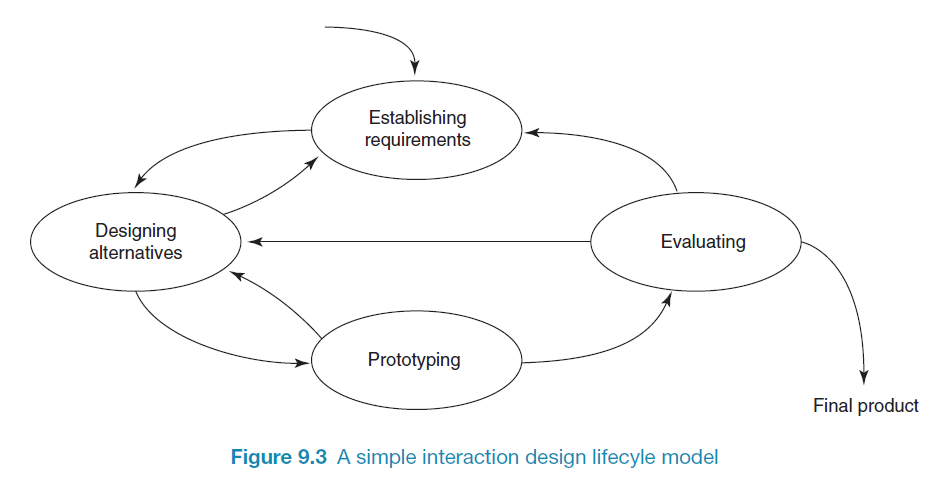 Establishing
requirements
Designing
alternatives
Evaluating
Prototyping
Final product
Figure 9.3 A simple interaction design lifecyle model